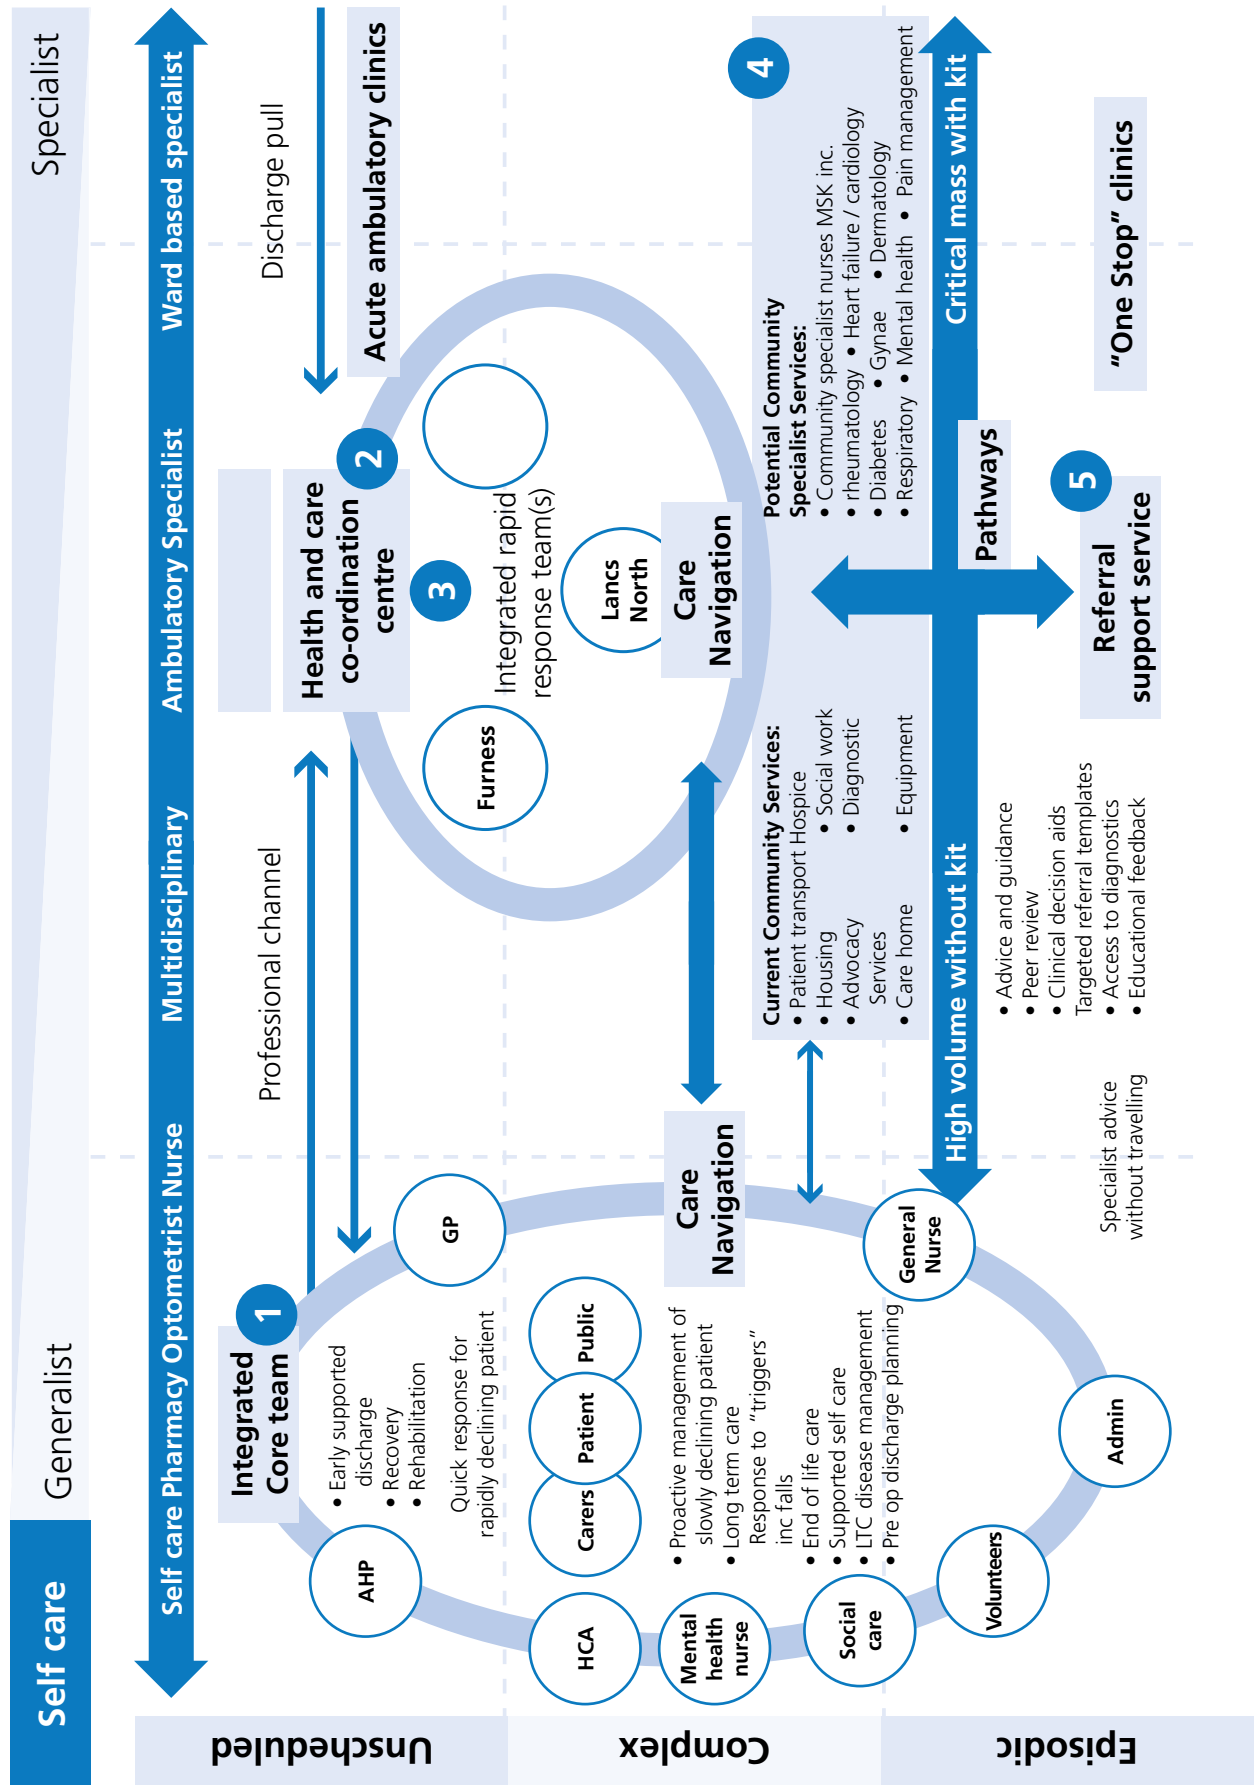 Self care
Generalist
Specialist
Self care Pharmacy Optometrist Nurse
Multidisciplinary
Ambulatory Specialist
Ward based specialist
Unscheduled
Complex
Episodic
Integrated
Core team
1
• Early supported
discharge
• Recovery
• Rehabilitation
Quick response for
rapidly declining patient
AHP
GP
HCA
Mental
health
nurse
Social
care
Volunteers
Admin
General
Nurse
Carers
Patient
Public
• Proactive management of
slowly declining patient
• Long term care
Response to “triggers”
inc falls
• End of life care
• Supported self care
• LTC disease management
• Pre op discharge planning
Care
Navigation
Professional channel
Discharge pull
Health and care
co-ordination
centre
2
3
Acute ambulatory clinics
Furness
Integrated rapid
response team(s)
Lancs
North
Care
Navigation
Current Community Services:
• Patient transport Hospice
• Housing
• Social work
• Advocacy
Services
• Diagnostic
• Care home
• Equipment
Potential Community
Specialist Services:
• Community specialist nurses MSK inc.
• rheumatology • Heart failure / cardiology
• Diabetes • Gynae • Dermatology
• Respiratory • Mental health • Pain management
4
High volume without kit
Critical mass with kit
Pathways
Specialist advice
without travelling
• Advice and guidance
• Peer review
• Clinical decision aids
Targeted referral templates
• Access to diagnostics
• Educational feedback
Referral
support service
5
“One Stop” clinics